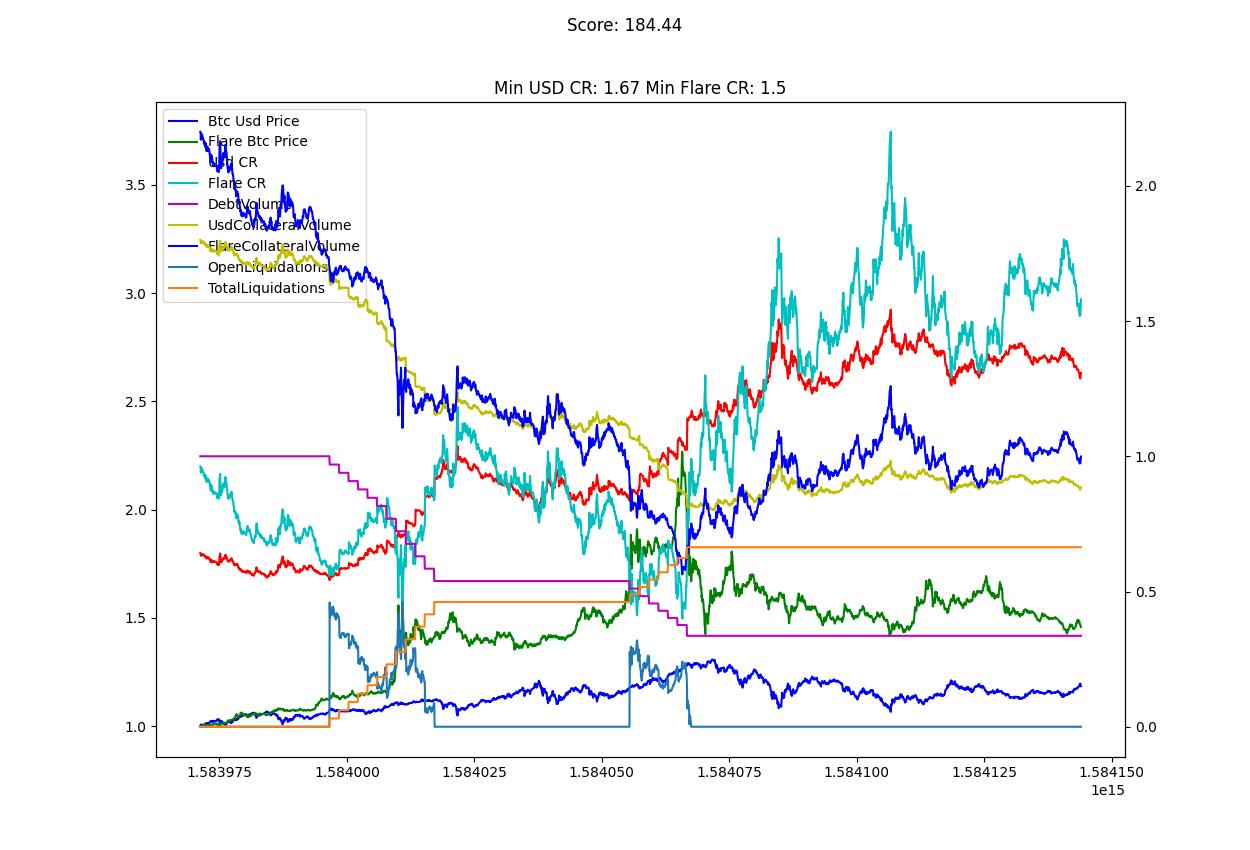 Score: 184.44
Min USD CR: 1.67 Min Flare CR: 1.5
Btc Usd Price
Flare Btc Price
Usd CR
Flare CR
DebtVolume
UsdCollateralVolume
FlareCollateralVolume
OpenLiquidations
TotalLiquidations
3.5
3.0
2.5
2.0
1.5
1.0
2.0
1.5
1.0
0.5
0.0
1.583975
1.584000
1.584025
1.584050
1.584075
1.584100
1.584125
1.584150
1e15